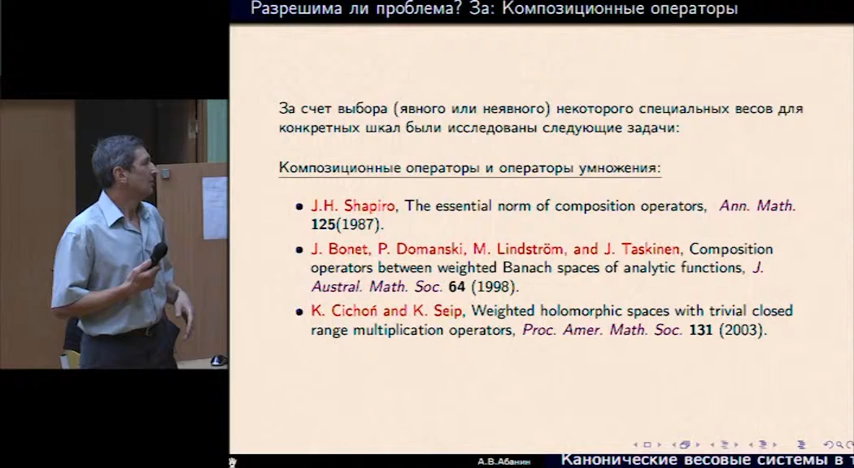 Разрешима ли проблема? За: Композиционные операторы
За счет выбора (явного или неявного) некоторого специальных весов для
конкретных шкал были исследованы следующие задачи:
Композиционные операторы и операторы умножения:
• J.H. Shapiro, The essential norm of composition operators, Ann. Math.
125(1987).
• J. Bonet, P. Domanski, M. Lindström, and J. Taskinen, Composition
operators between weighted Banach spaces of analytic functions, J.
Austral. Math. Soc. 64 (1998).
• K. Cichoń and K. Seip, Weighted holomorphic spaces with trivial closed
range multiplication operators, Proc. Amer. Math. Soc. 131 (2003).
А.В.Абанин Канонические весовые системы в т